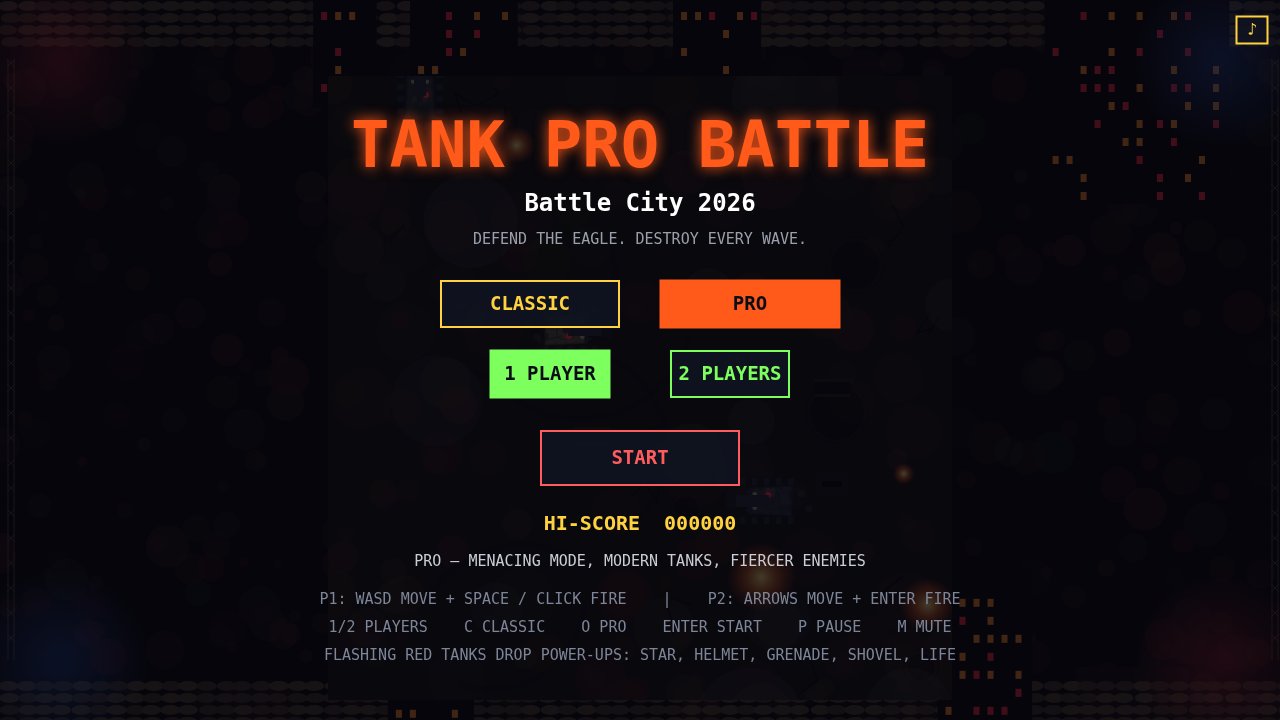 ♪
TANK PRO BATTLE
Battle City 2026
DEFEND THE EAGLE. DESTROY EVERY WAVE.
CLASSIC PRO
1 PLAYER 2 PLAYERS
START
HI-SCORE 000000
PRO — MENACING MODE, MODERN TANKS, FIERCER ENEMIES
P1: WASD MOVE + SPACE / CLICK FIRE | P2: ARROWS MOVE + ENTER FIRE
1/2 PLAYERS C CLASSIC O PRO ENTER START P PAUSE M MUTE
FLASHING RED TANKS DROP POWER-UPS: STAR, HELMET, GRENADE, SHOVEL, LIFE